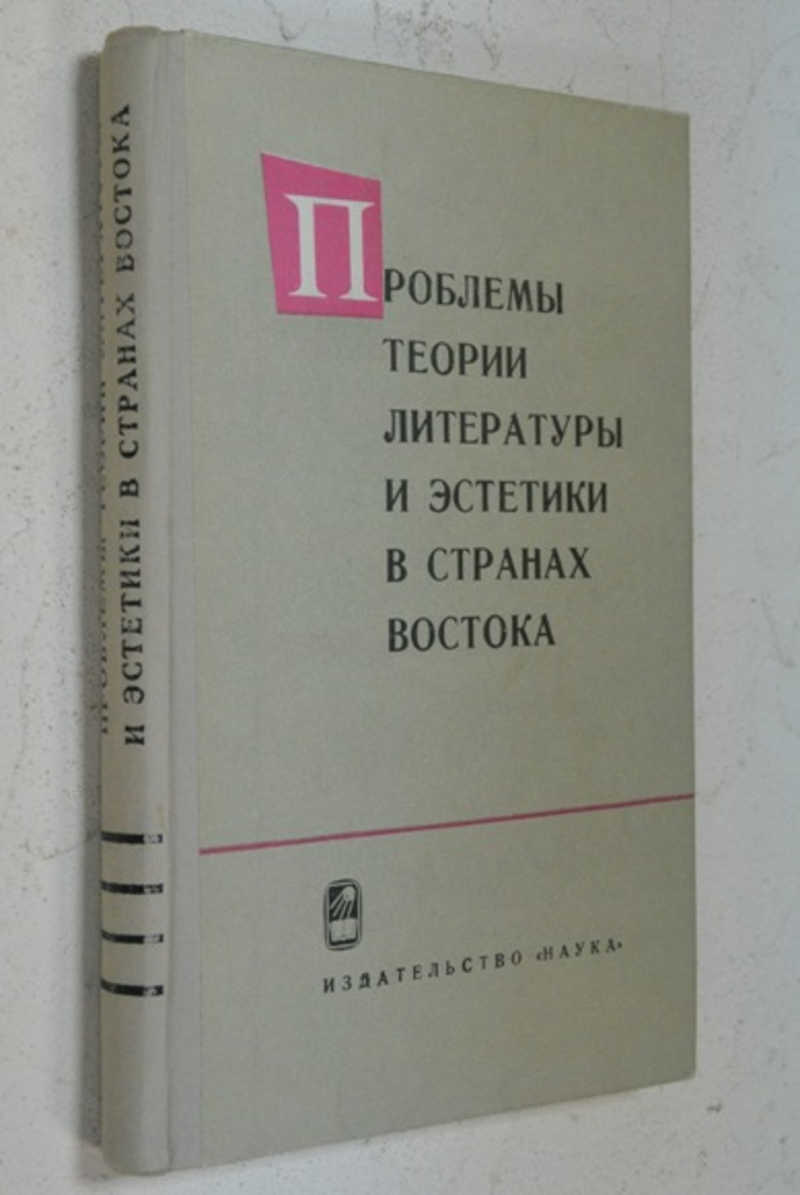 ПРОБЛЕМЫ
ТЕОРИИ
ЛИТЕРАТУРЫ
И ЭСТЕТИКИ
В СТРАНАХ
ВОСТОКА
ИЗДАТЕЛЬСТВО «НАУКА»
И ЭСТЕТИКИ В СТРАНАХ ВОСТОКА